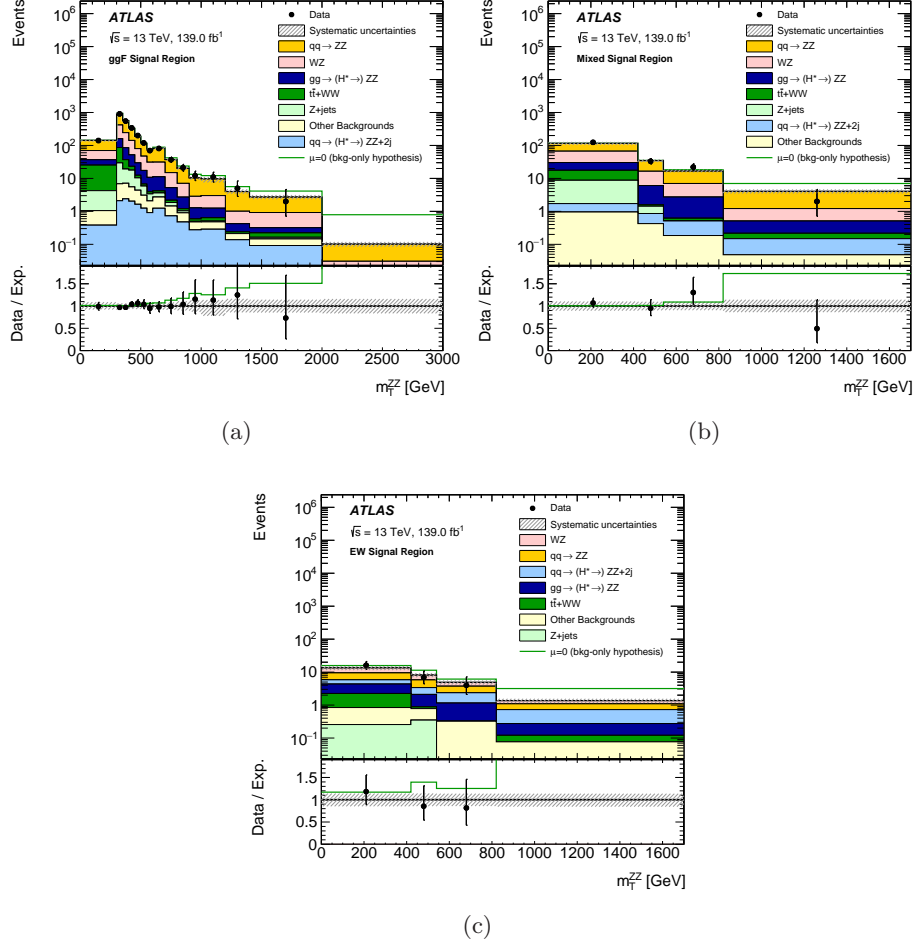 Events
10⁶
10⁵
10⁴
10³
10²
10
1
10⁻¹
ATLAS
√s = 13 TeV, 139.0 fb⁻¹
ggF Signal Region
Data
Systematic uncertainties
qq→ ZZ
WZ
gg→ (H*→) ZZ
tt̄+WW
Z+jets
Other Backgrounds
qq→ (H*→) ZZ+2j
μ=0 (bkg-only hypothesis)
Data / Exp.
1.5
1
0.5
0
0 500 1000 1500 2000 2500 3000
m_T^ZZ [GeV]
(a)
Events
10⁶
10⁵
10⁴
10³
10²
10
1
10⁻¹
ATLAS
√s = 13 TeV, 139.0 fb⁻¹
Mixed Signal Region
Data
Systematic uncertainties
qq→ ZZ
WZ
gg→ (H*→) ZZ
tt̄+WW
Z+jets
qq→ (H*→) ZZ+2j
Other Backgrounds
μ=0 (bkg-only hypothesis)
Data / Exp.
1.5
1
0.5
0
0 200 400 600 800 1000 1200 1400 1600
m_T^ZZ [GeV]
(b)
Events
10⁶
10⁵
10⁴
10³
10²
10
1
10⁻¹
ATLAS
√s = 13 TeV, 139.0 fb⁻¹
EW Signal Region
Data
Systematic uncertainties
WZ
qq→ ZZ
qq→ (H*→) ZZ+2j
gg→ (H*→) ZZ
tt̄+WW
Other Backgrounds
Z+jets
μ=0 (bkg-only hypothesis)
Data / Exp.
1.5
1
0.5
0
0 200 400 600 800 1000 1200 1400 1600
m_T^ZZ [GeV]
(c)